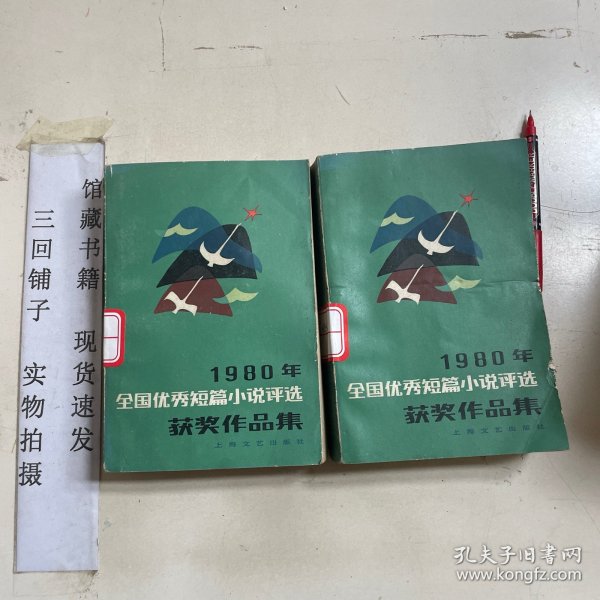 馆藏书籍 现货速发
三回铺子 实物拍摄
1980年
全国优秀短篇小说评选
获奖作品集
上海文艺出版社
1980年
全国优秀短篇小说评选
获奖作品集
上海文艺出版社
孔夫子旧书网
www.kongfz.com